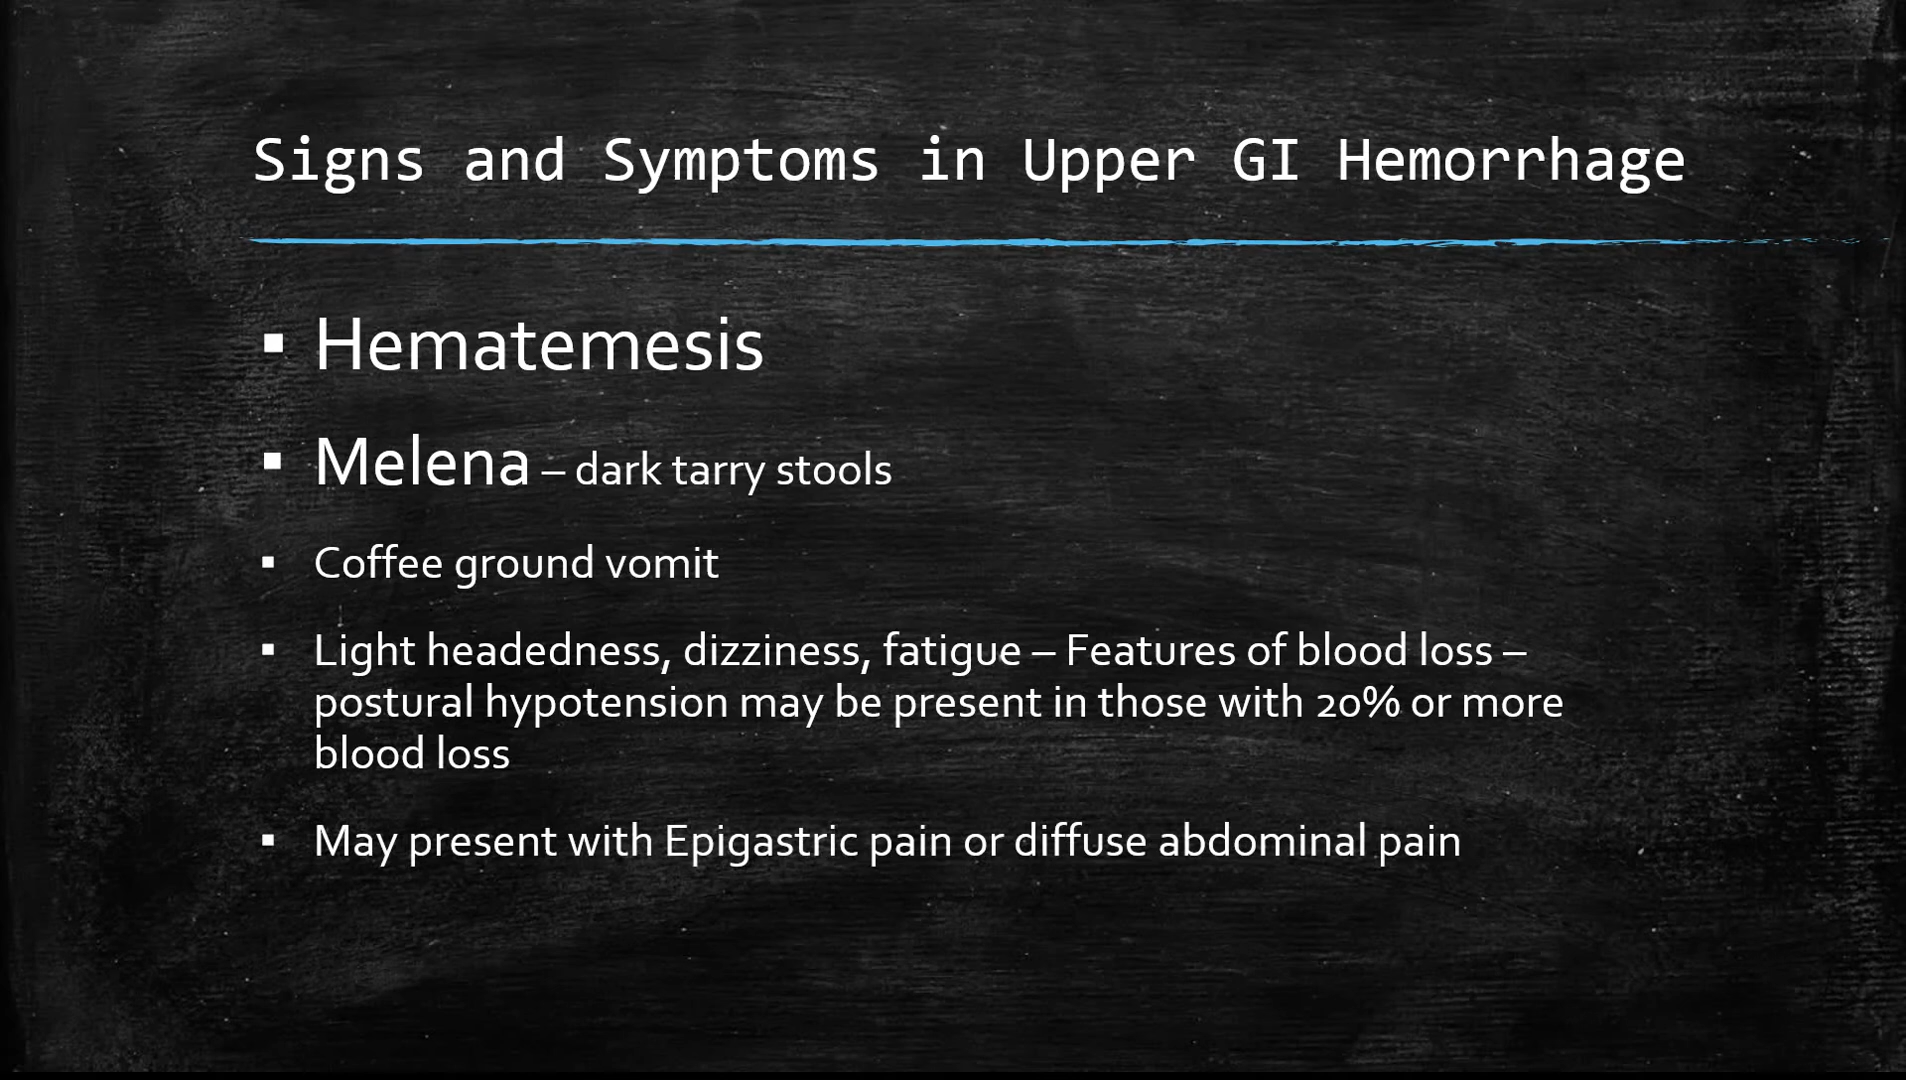 Signs and Symptoms in Upper GI Hemorrhage
▪ Hematemesis
▪ Melena – dark tarry stools
▪ Coffee ground vomit
▪ Light headedness, dizziness, fatigue – Features of blood loss –
postural hypotension may be present in those with 20% or more
blood loss
▪ May present with Epigastric pain or diffuse abdominal pain